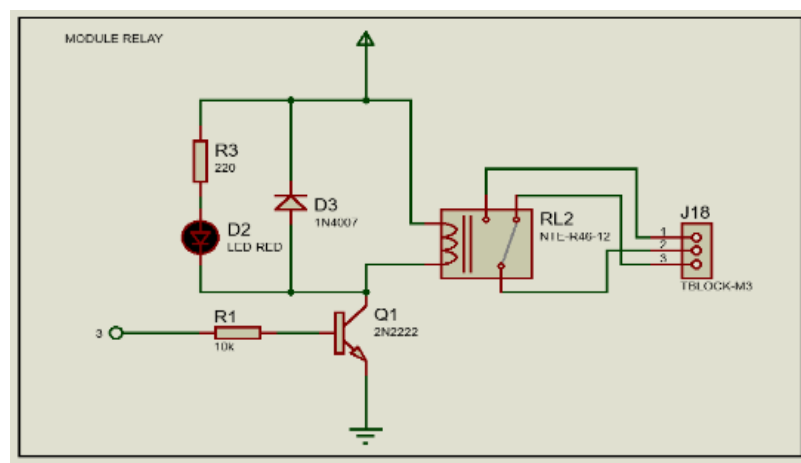 MODULE RELAY
R3
220
D3
1N4007
D2
LED RED
RL2
NTE-R46-12
J18
1
2
3
TBLOCK-M3
Q1
2N2222
R1
10k
3